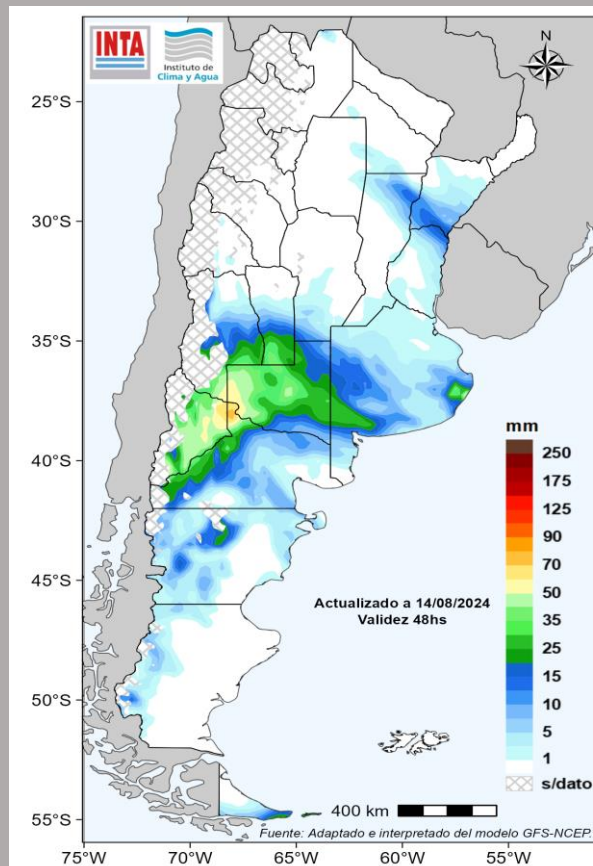 INTA
Instituto de
Clima y Agua
N
25°S
30°S
35°S
40°S
45°S
50°S
55°S
mm
250
175
125
90
70
50
35
25
15
10
5
1
s/dato
Actualizado a 14/08/2024
Validez 48hs
400 km
Fuente: Adaptado e interpretado del modelo GFS-NCEP.
75°W
70°W
65°W
60°W
55°W